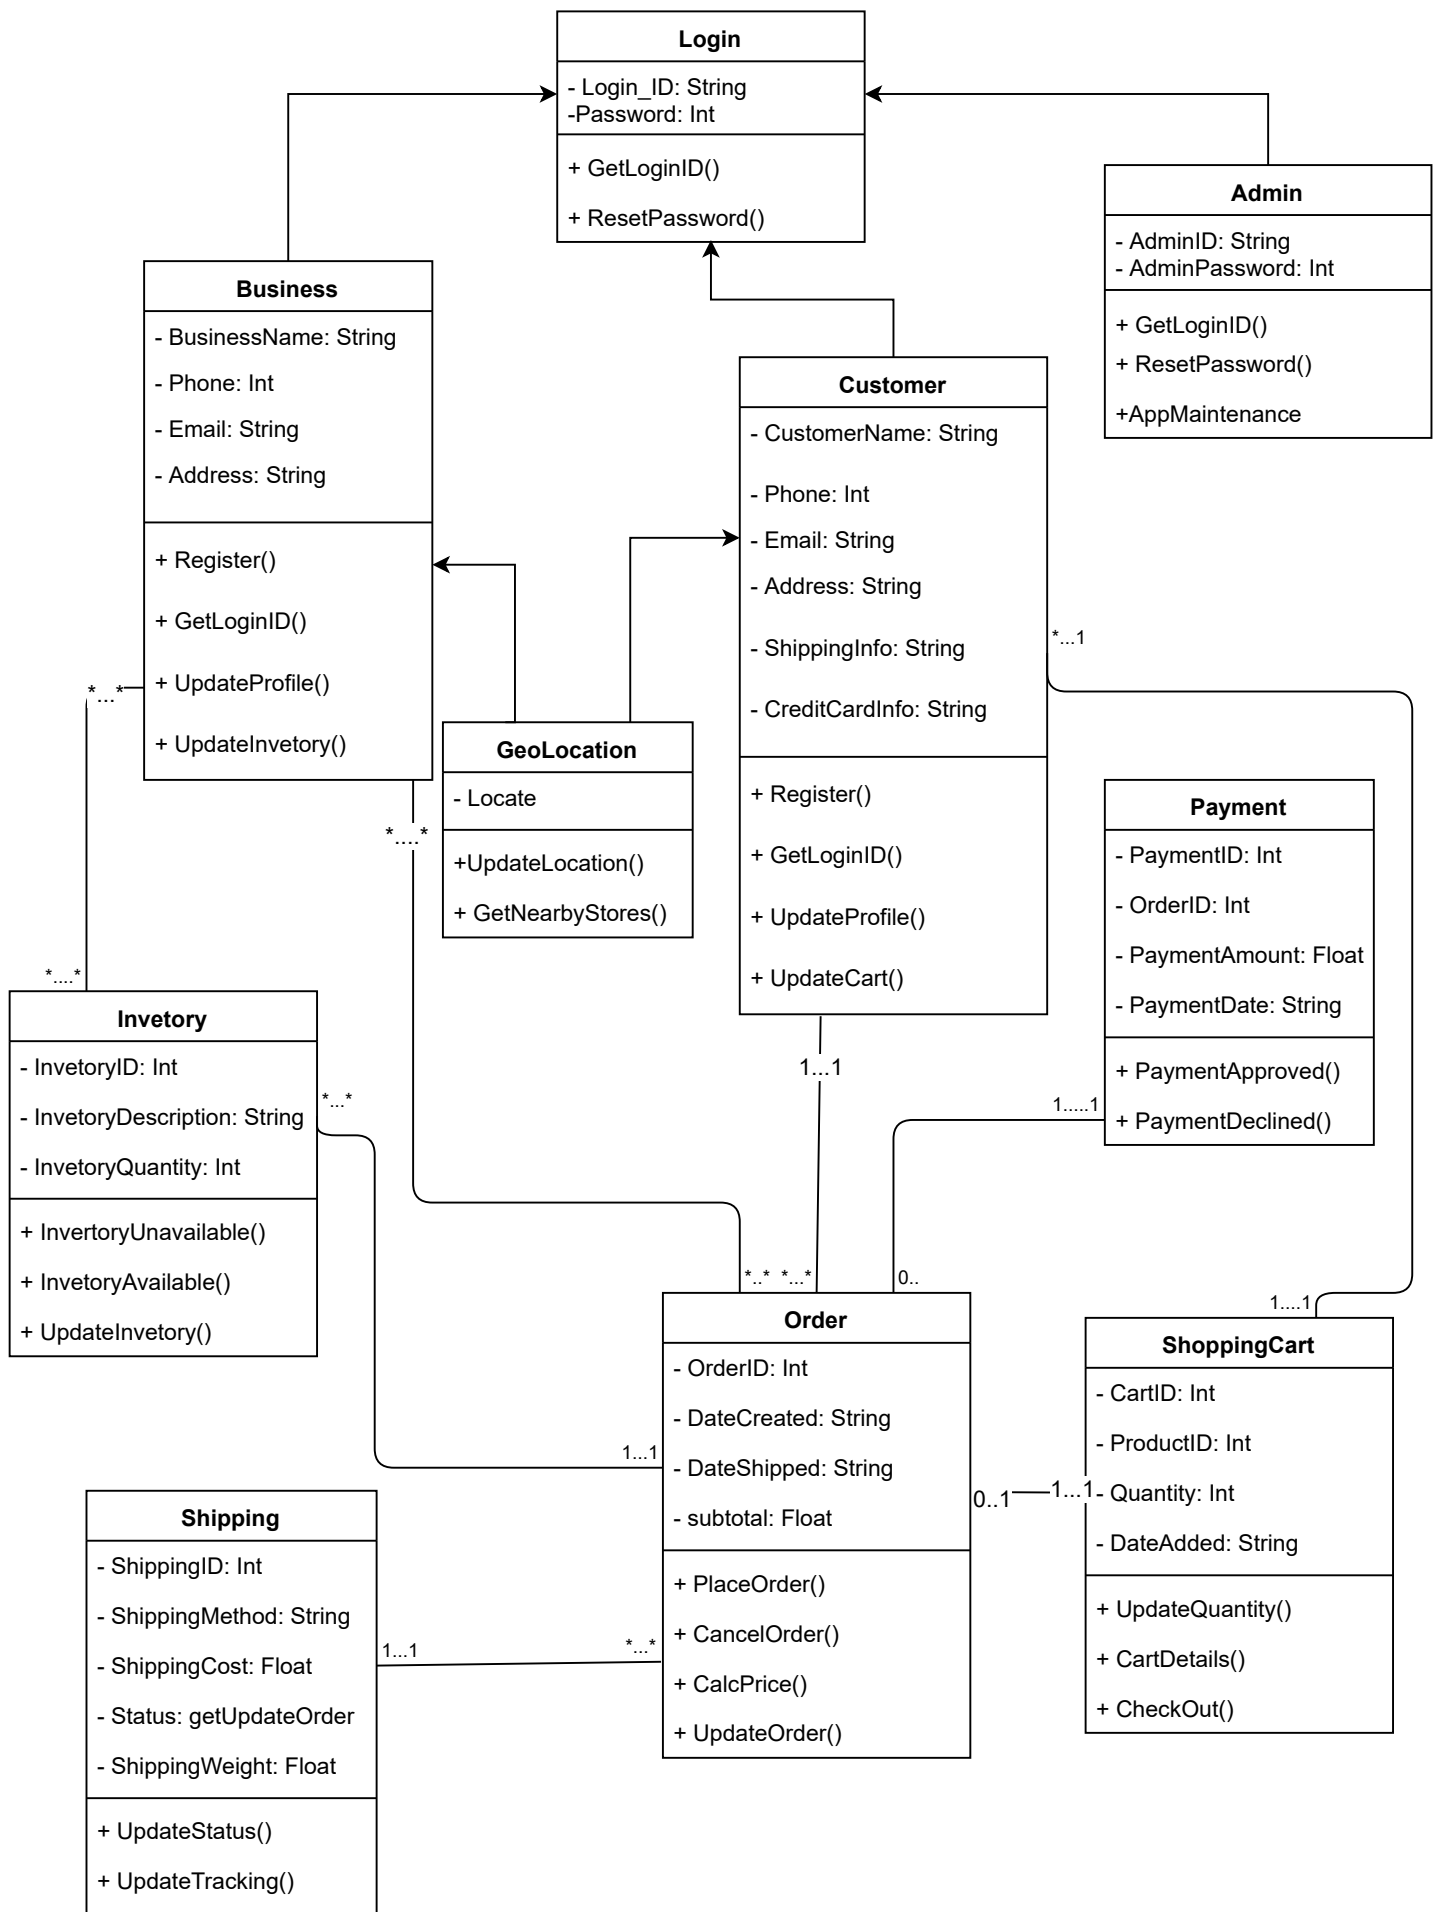 Login
- Login_ID: String
-Password: Int
+ GetLoginID()
+ ResetPassword()
Admin
- AdminID: String
- AdminPassword: Int
+ GetLoginID()
+ ResetPassword()
+AppMaintenance
Business
- BusinessName: String
- Phone: Int
- Email: String
- Address: String
+ Register()
+ GetLoginID()
+ UpdateProfile()
+ UpdateInvetory()
Customer
- CustomerName: String
- Phone: Int
- Email: String
- Address: String
- ShippingInfo: String
- CreditCardInfo: String
+ Register()
+ GetLoginID()
+ UpdateProfile()
+ UpdateCart()
*...1
*...*
GeoLocation
- Locate
+UpdateLocation()
+ GetNearbyStores()
*....*
Payment
- PaymentID: Int
- OrderID: Int
- PaymentAmount: Float
- PaymentDate: String
+ PaymentApproved()
+ PaymentDeclined()
*....*
Invetory
- InvetoryID: Int
- InvetoryDescription: String
- InvetoryQuantity: Int
+ InvertoryUnavailable()
+ InvetoryAvailable()
+ UpdateInvetory()
*...*
1...1
1.....1
*..*
*...*
0..
1....1
Order
- OrderID: Int
- DateCreated: String
- DateShipped: String
- subtotal: Float
+ PlaceOrder()
+ CancelOrder()
+ CalcPrice()
+ UpdateOrder()
1...1
0..1
1...1
ShoppingCart
- CartID: Int
- ProductID: Int
- Quantity: Int
- DateAdded: String
+ UpdateQuantity()
+ CartDetails()
+ CheckOut()
Shipping
- ShippingID: Int
- ShippingMethod: String
- ShippingCost: Float
- Status: getUpdateOrder
- ShippingWeight: Float
+ UpdateStatus()
+ UpdateTracking()
1...1
*...*